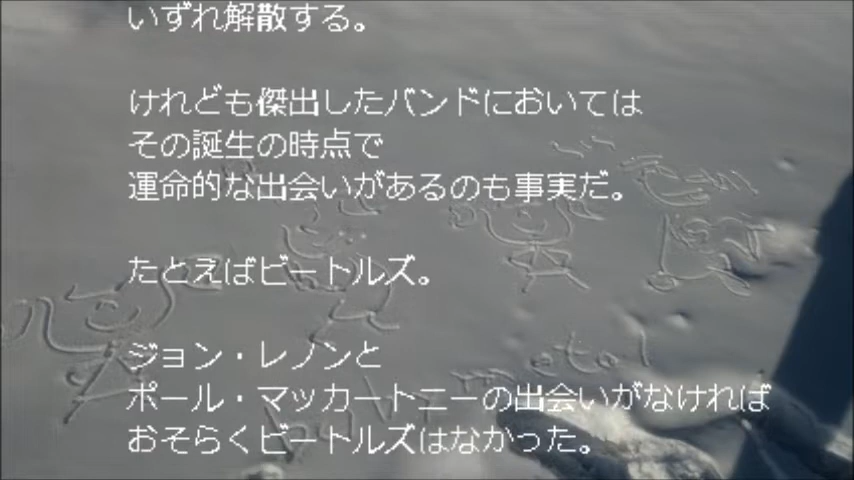 いずれ解散する。
けれども傑出したバンドにおいては
その誕生の時点で
運命的な出会いがあるのも事実だ。
たとえばビートルズ。
ジョン・レノンと
ポール・マッカートニーの出会いがなければ
おそらくビートルズはなかった。